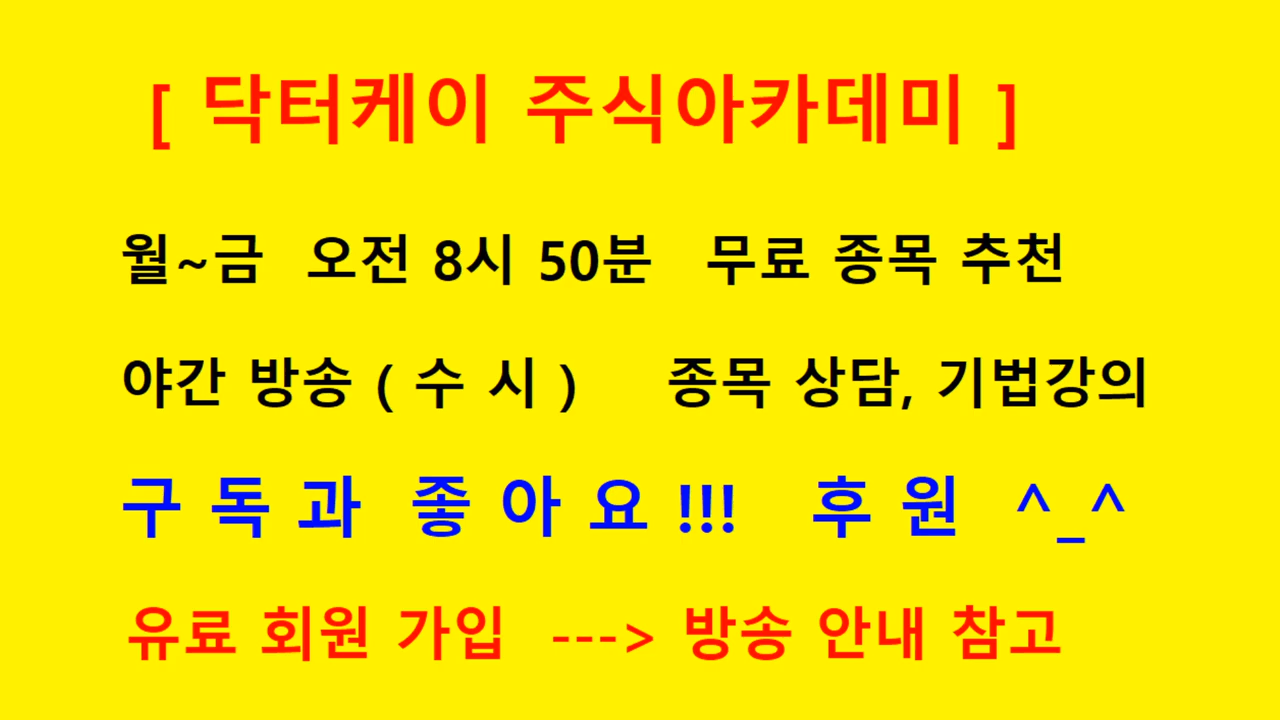 [ 닥터케이 주식아카데미 ]
월~금 오전 8시 50분 무료 종목 추천
야간 방송 ( 수 시 ) 종목 상담, 기법강의
구 독 과 좋 아 요 !!! 후 원 ^_^
유료 회원 가입 ---> 방송 안내 참고